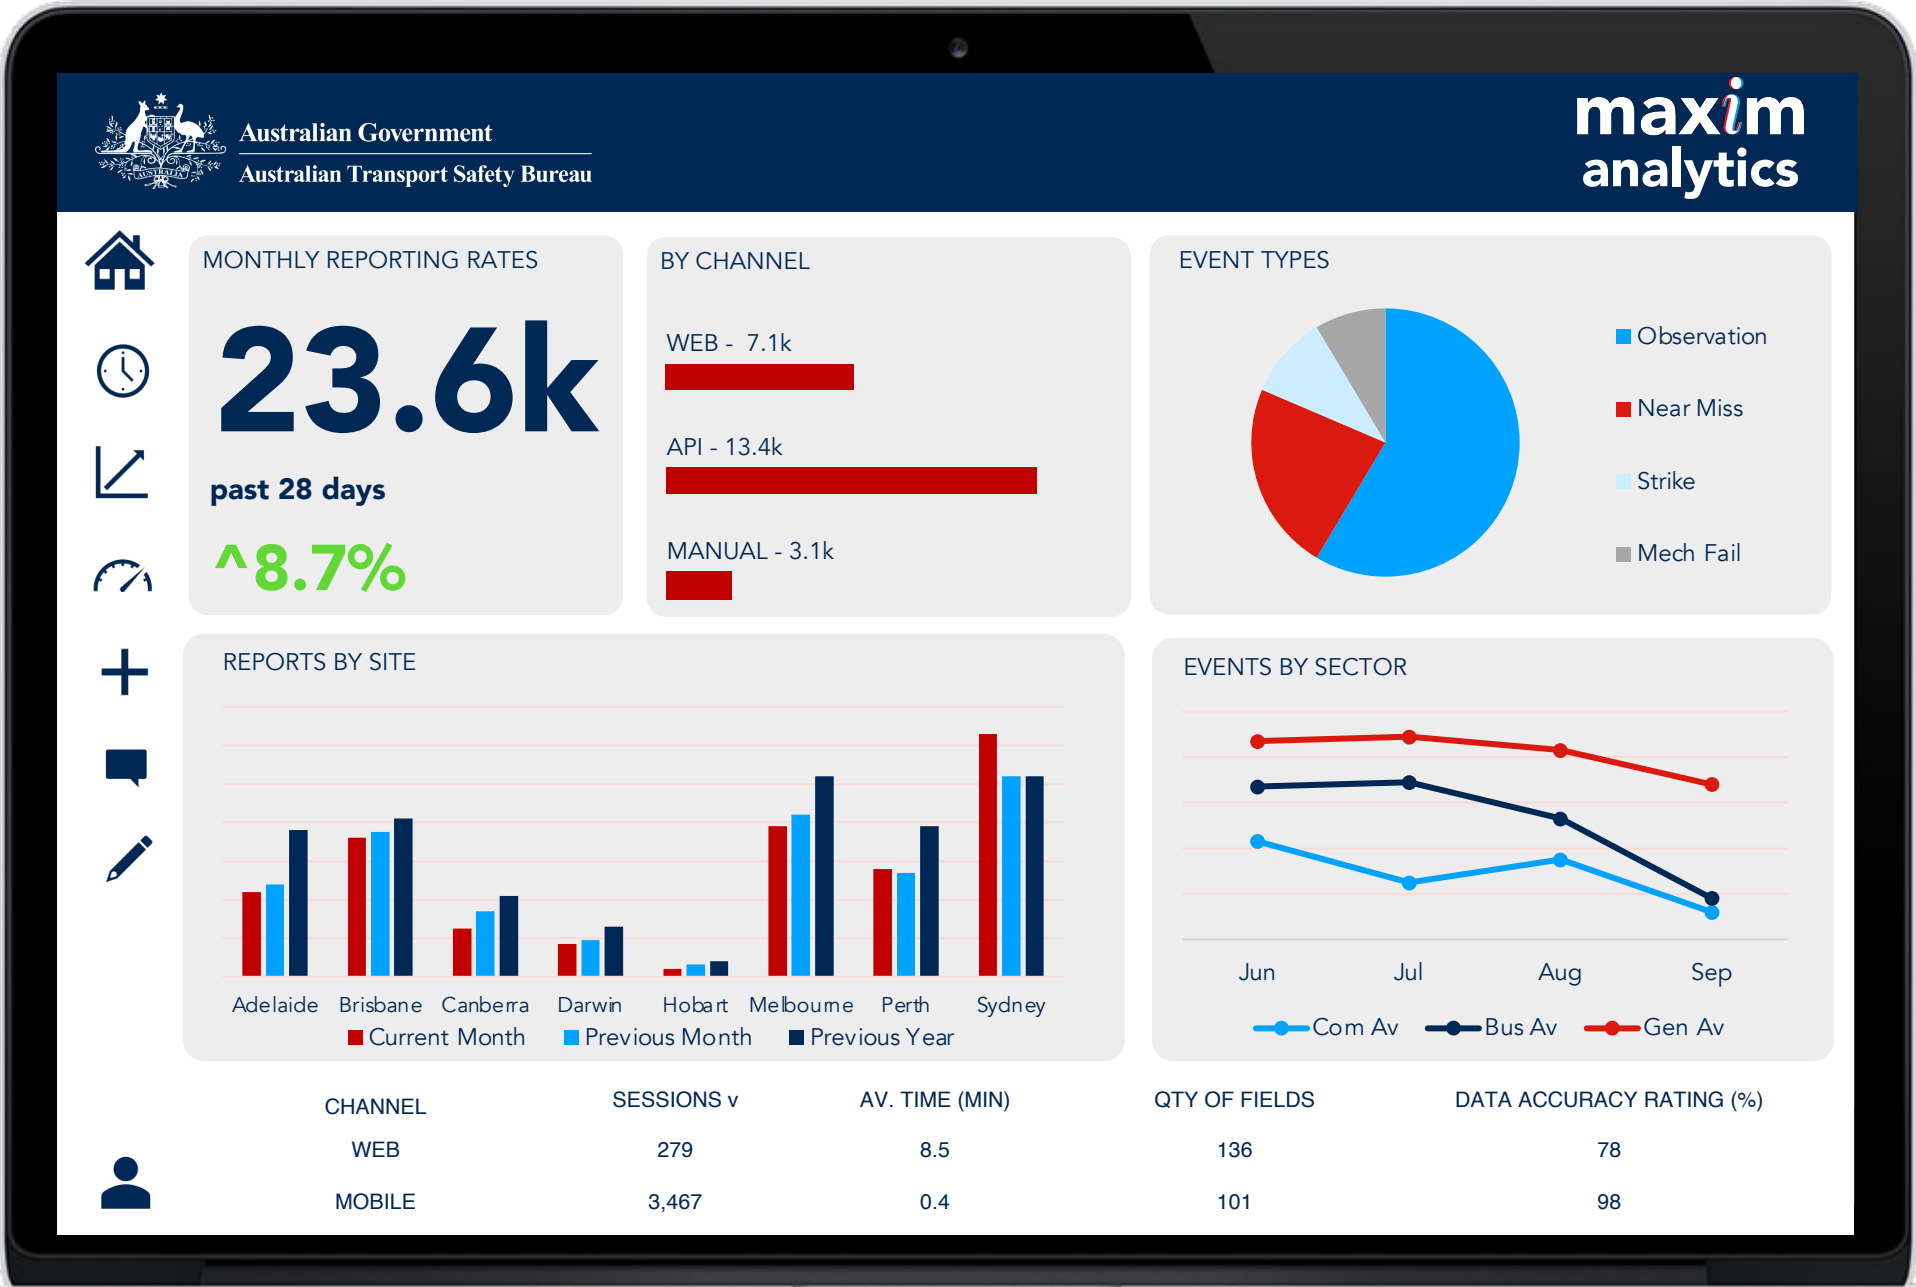 Australian Government
Australian Transport Safety Bureau
maxim
analytics
MONTHLY REPORTING RATES
23.6k
past 28 days
^8.7%
BY CHANNEL
WEB - 7.1k
API - 13.4k
MANUAL - 3.1k
EVENT TYPES
Observation
Near Miss
Strike
Mech Fail
REPORTS BY SITE
Adelaide Brisbane Canberra Darwin Hobart Melbourne Perth Sydney
Current Month Previous Month Previous Year
EVENTS BY SECTOR
Jun Jul Aug Sep
Com Av Bus Av Gen Av
CHANNEL SESSIONS v AV. TIME (MIN) QTY OF FIELDS DATA ACCURACY RATING (%)
WEB 279 8.5 136 78
MOBILE 3,467 0.4 101 98
AUSTRALIA